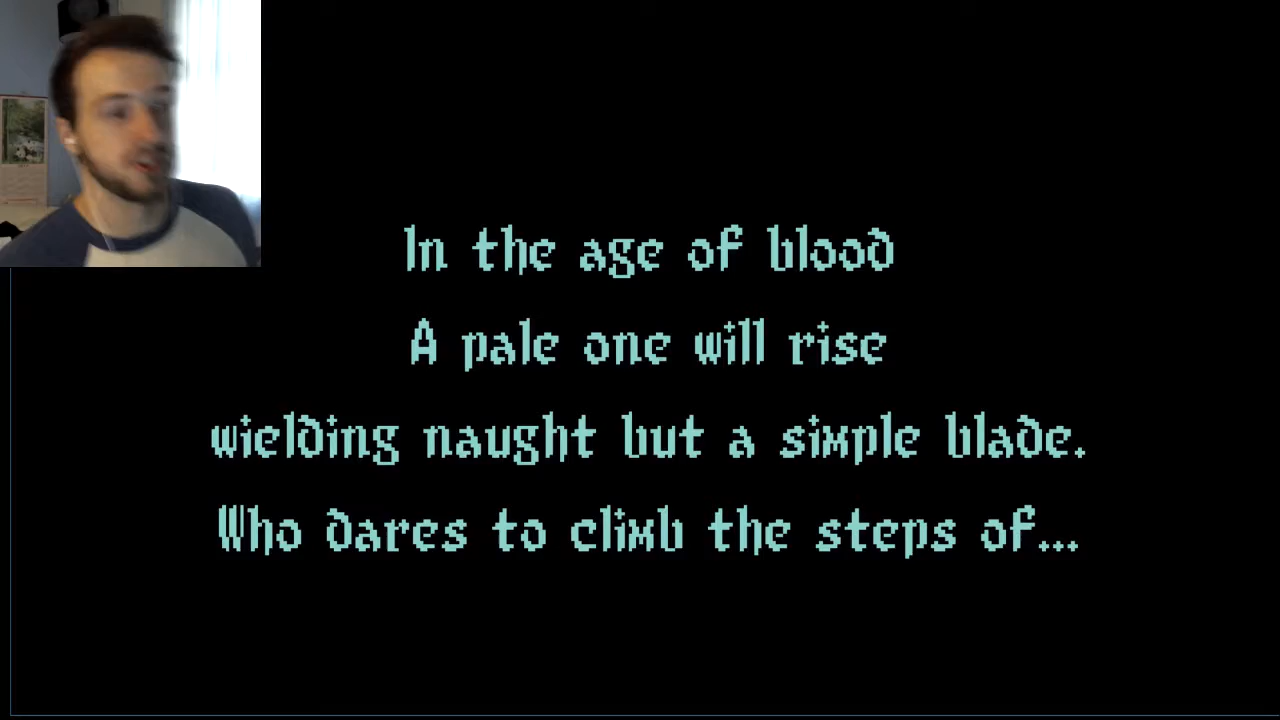 In the age of blood
A pale one will rise
wielding naught but a simple blade.
Who dares to climb the steps of...